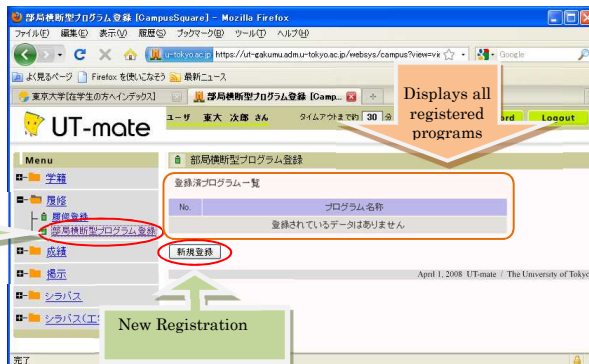 部局横断型プログラム登録 [CampusSquare] - Mozilla Firefox
ファイル(F) 編集(E) 表示(V) 履歴(S) ブックマーク(B) ツール(T) ヘルプ(H)
u-tokyo.ac.jp https://ut-gakumu.adm.u-tokyo.ac.jp/websys/campus?view=vie Google
よく見るページ Firefox を使いこなそう 最新ニュース
東京大学[在学生の方へインデックス] 部局横断型プログラム登録 [Camp...
Displays all
registered
programs
UT-mate
ユーザ 東大 次郎 さん タイムアウトまで約 30 分
Logout
Menu
学籍
履修
履修登録
部局横断型プログラム登録
成績
掲示
シラバス
部局横断型プログラム登録
登録済プログラム一覧
No. プログラム名称
登録されているデータはありません
新規登録
April 1, 2008 UT-mate / The University of Tokyo
New Registration
完了